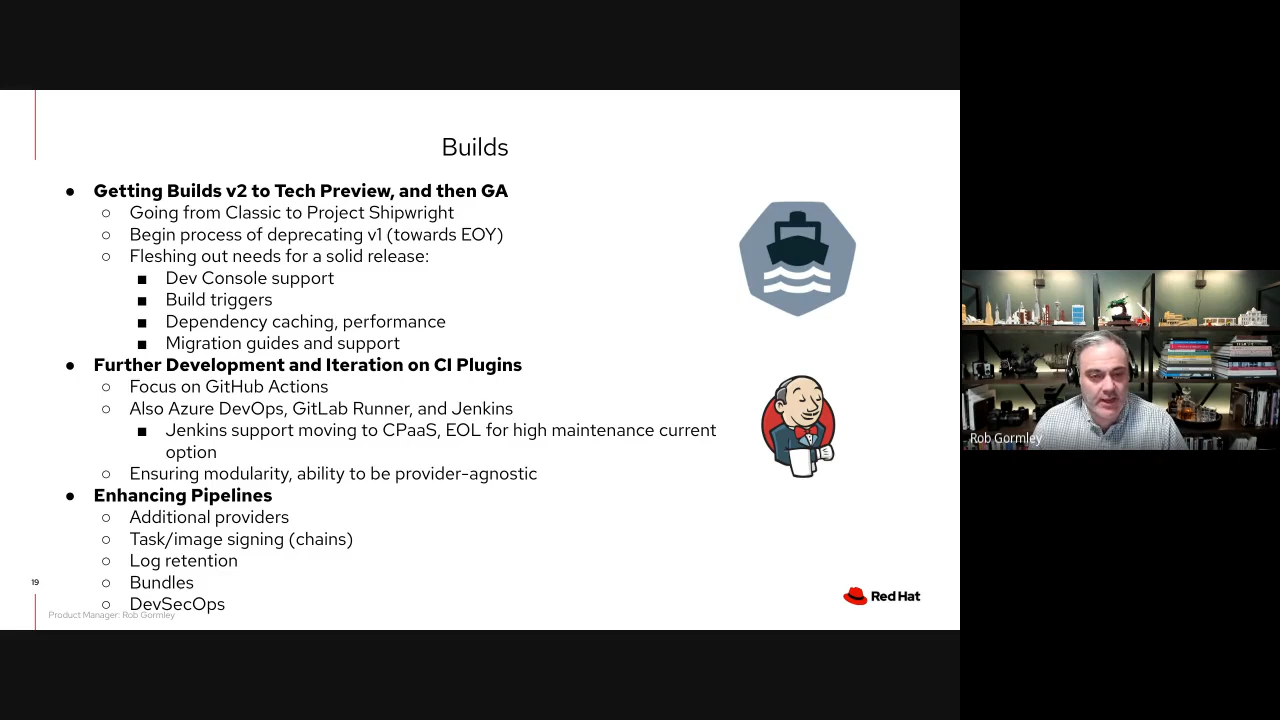 Builds
● Getting Builds v2 to Tech Preview, and then GA
○ Going from Classic to Project Shipwright
○ Begin process of deprecating v1 (towards EOY)
○ Fleshing out needs for a solid release:
■ Dev Console support
■ Build triggers
■ Dependency caching, performance
■ Migration guides and support
● Further Development and Iteration on CI Plugins
○ Focus on GitHub Actions
○ Also Azure DevOps, GitLab Runner, and Jenkins
■ Jenkins support moving to CPaaS, EOL for high maintenance current
option
○ Ensuring modularity, ability to be provider-agnostic
● Enhancing Pipelines
○ Additional providers
○ Task/image signing (chains)
○ Log retention
○ Bundles
○ DevSecOps
19
Product Manager: Rob Gormley
Red Hat
Rob Gormley